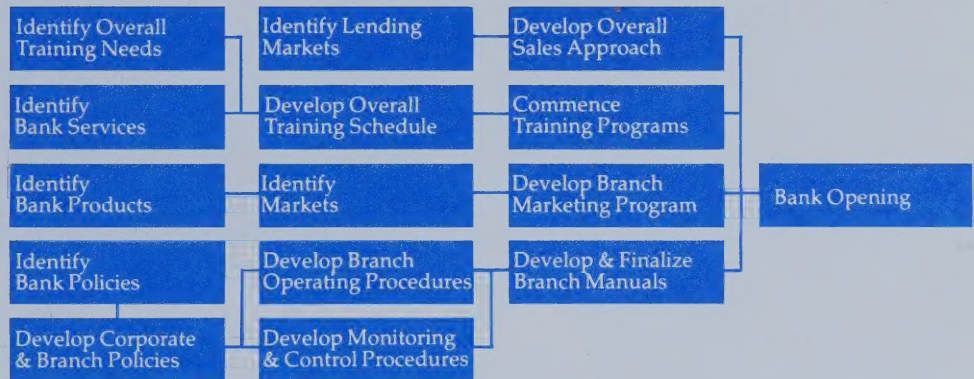 Identify Overall
Training Needs
Identify Lending
Markets
Develop Overall
Sales Approach
Identify
Bank Services
Develop Overall
Training Schedule
Commence
Training Programs
Identify
Bank Products
Identify
Markets
Develop Branch
Marketing Program
Bank Opening
Identify
Bank Policies
Develop Branch
Operating Procedures
Develop & Finalize
Branch Manuals
Develop Corporate
& Branch Policies
Develop Monitoring
& Control Procedures